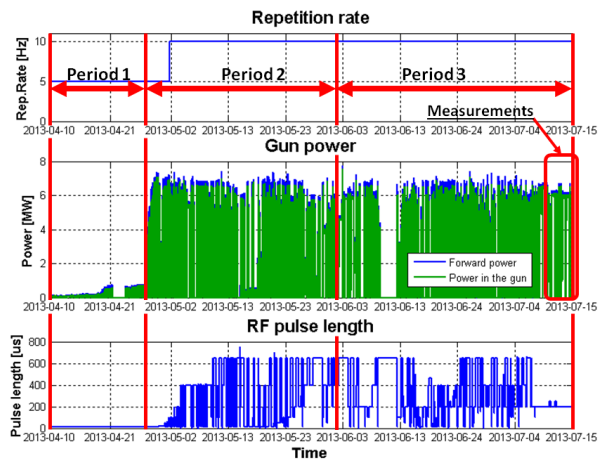 Repetition rate
Rep.Rate [Hz]
10
5
0
Period 1
Period 2
Period 3
Measurements
2013-04-10 2013-04-21 2013-05-02 2013-05-13 2013-05-23 2013-06-03 2013-06-13 2013-06-24 2013-07-04 2013-07-15
Gun power
Power [MW]
8
6
4
2
0
Forward power
Power in the gun
2013-04-10 2013-04-21 2013-05-02 2013-05-13 2013-05-23 2013-06-03 2013-06-13 2013-06-24 2013-07-04 2013-07-15
RF pulse length
Pulse length [us]
800
600
400
200
0
2013-04-10 2013-04-21 2013-05-02 2013-05-13 2013-05-23 2013-06-03 2013-06-13 2013-06-24 2013-07-04 2013-07-15
Time